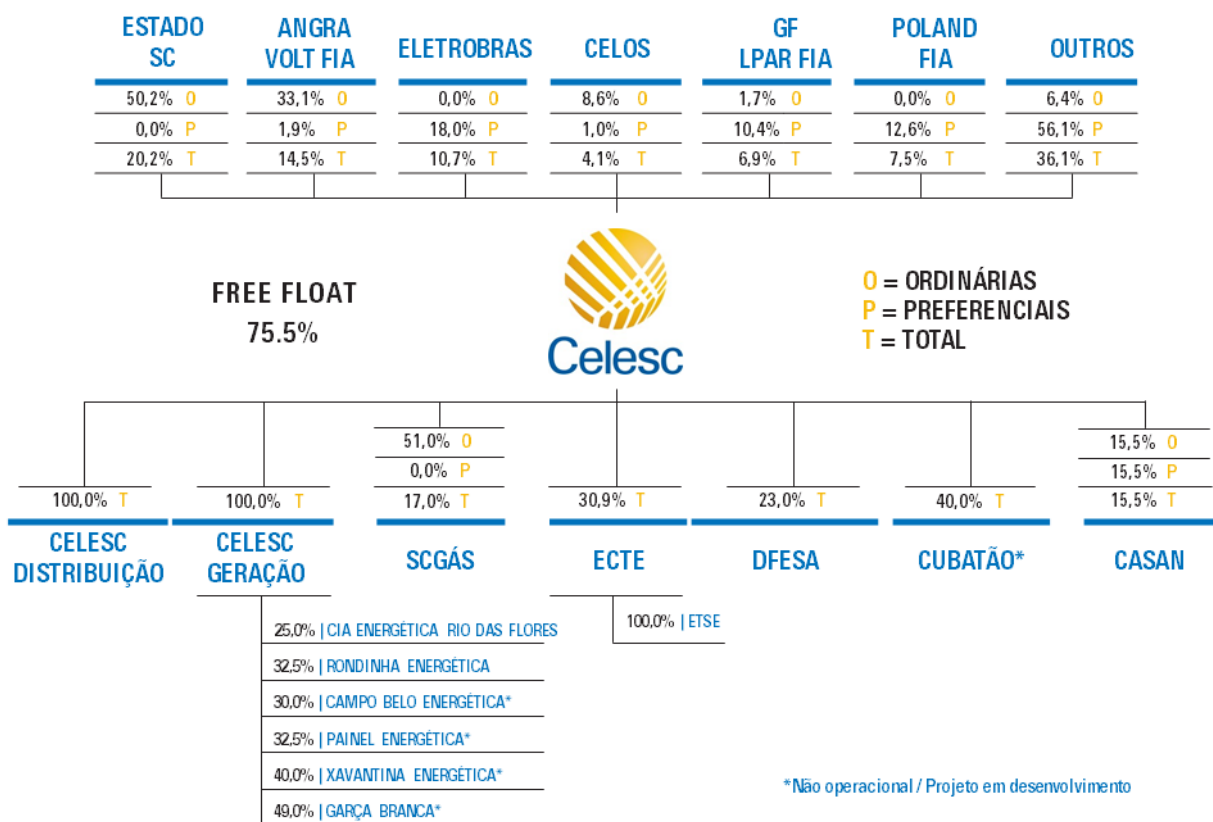 ESTADO
SC
ANGRA
VOLT FIA
ELETROBRAS
CELOS
GF
LPAR FIA
POLAND
FIA
OUTROS
50,2% O
33,1% O
0,0% O
8,6% O
1,7% O
0,0% O
6,4% O
0,0% P
1,9% P
18,0% P
1,0% P
10,4% P
12,6% P
56,1% P
20,2% T
14,5% T
10,7% T
4,1% T
6,9% T
7,5% T
36,1% T
FREE FLOAT
75.5%
Celesc
O = ORDINÁRIAS
P = PREFERENCIAIS
T = TOTAL
100,0% T
CELESC
DISTRIBUIÇÃO
100,0% T
CELESC
GERAÇÃO
51,0% O
0,0% P
17,0% T
SCGÁS
30,9% T
ECTE
23,0% T
DFESA
40,0% T
CUBATÃO*
15,5% O
15,5% P
15,5% T
CASAN
25,0% | CIA ENERGÉTICA RIO DAS FLORES
32,5% | RONDINHA ENERGÉTICA
30,0% | CAMPO BELO ENERGÉTICA*
32,5% | PAINEL ENERGÉTICA*
40,0% | XAVANTINA ENERGÉTICA*
49,0% | GARÇA BRANCA*
100,0% | ETSE
*Não operacional / Projeto em desenvolvimento